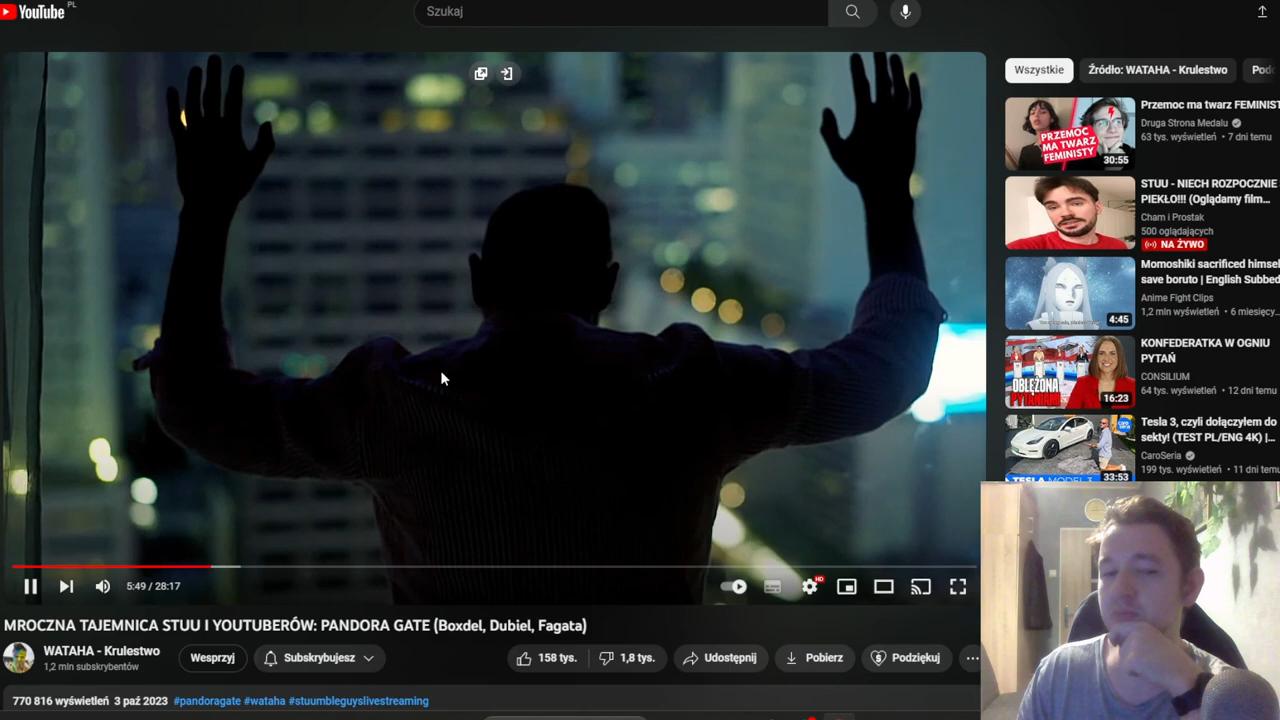 YouTube PL
Szukaj
Wszystkie
Źródło: WATAHA - Krulestwo
PRZEMOC
MA TWARZ
FEMINISTY
30:55
Przemoc ma twarz FEMINIST
Druga Strona Medalu
63 tys. wyświetleń • 7 dni temu
STUU - NIECH ROZPOCZNIE
PIEKŁO!!! (Oglądamy film...
Cham i Prostak
500 oglądających
NA ŻYWO
Momoshiki sacrificed himsel
save boruto | English Subbed
Anime Fight Clips
1,2 mln wyświetleń • 6 miesięcy
4:45
OBLĘŻONA
PYTANIAMI
16:23
KONFEDERATKA W OGNIU
PYTAŃ
CONSILIUM
64 tys. wyświetleń • 12 dni temu
Tesla 3, czyli dołączyłem do
sekty! (TEST PL/ENG 4K) |...
CaroSeria
199 tys. wyświetleń • 11 dni temu
33:53
5:49 / 28:17
HD
MROCZNA TAJEMNICA STUU I YOUTUBERÓW: PANDORA GATE (Boxdel, Dubiel, Fagata)
WATAHA - Krulestwo
1,2 mln subskrybentów
Wesprzyj
Subskrybujesz
158 tys.
1,8 tys.
Udostępnij
Pobierz
Podziękuj
770 816 wyświetleń 3 paź 2023 #pandoragate #wataha #stuumbleguyslivestreaming